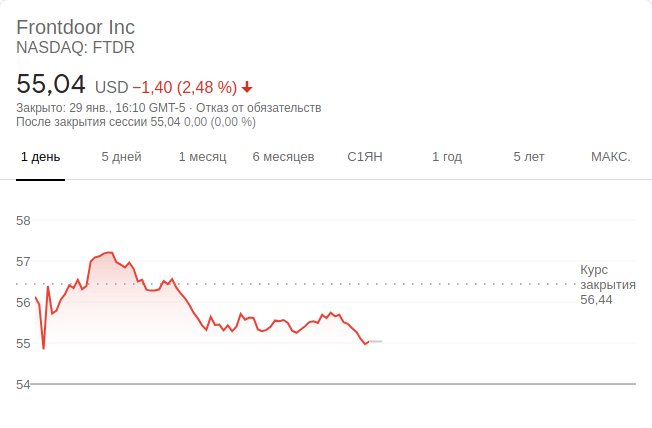 Frontdoor Inc
NASDAQ: FTDR
55,04 USD −1,40 (2,48 %)
Закрыто: 29 янв., 16:10 GMT-5 · Отказ от обязательств
После закрытия сессии 55,04 0,00 (0,00 %)
1 день 5 дней 1 месяц 6 месяцев С1ЯН 1 год 5 лет МАКС.
58
57
56
55
54
Курс
закрытия
56,44